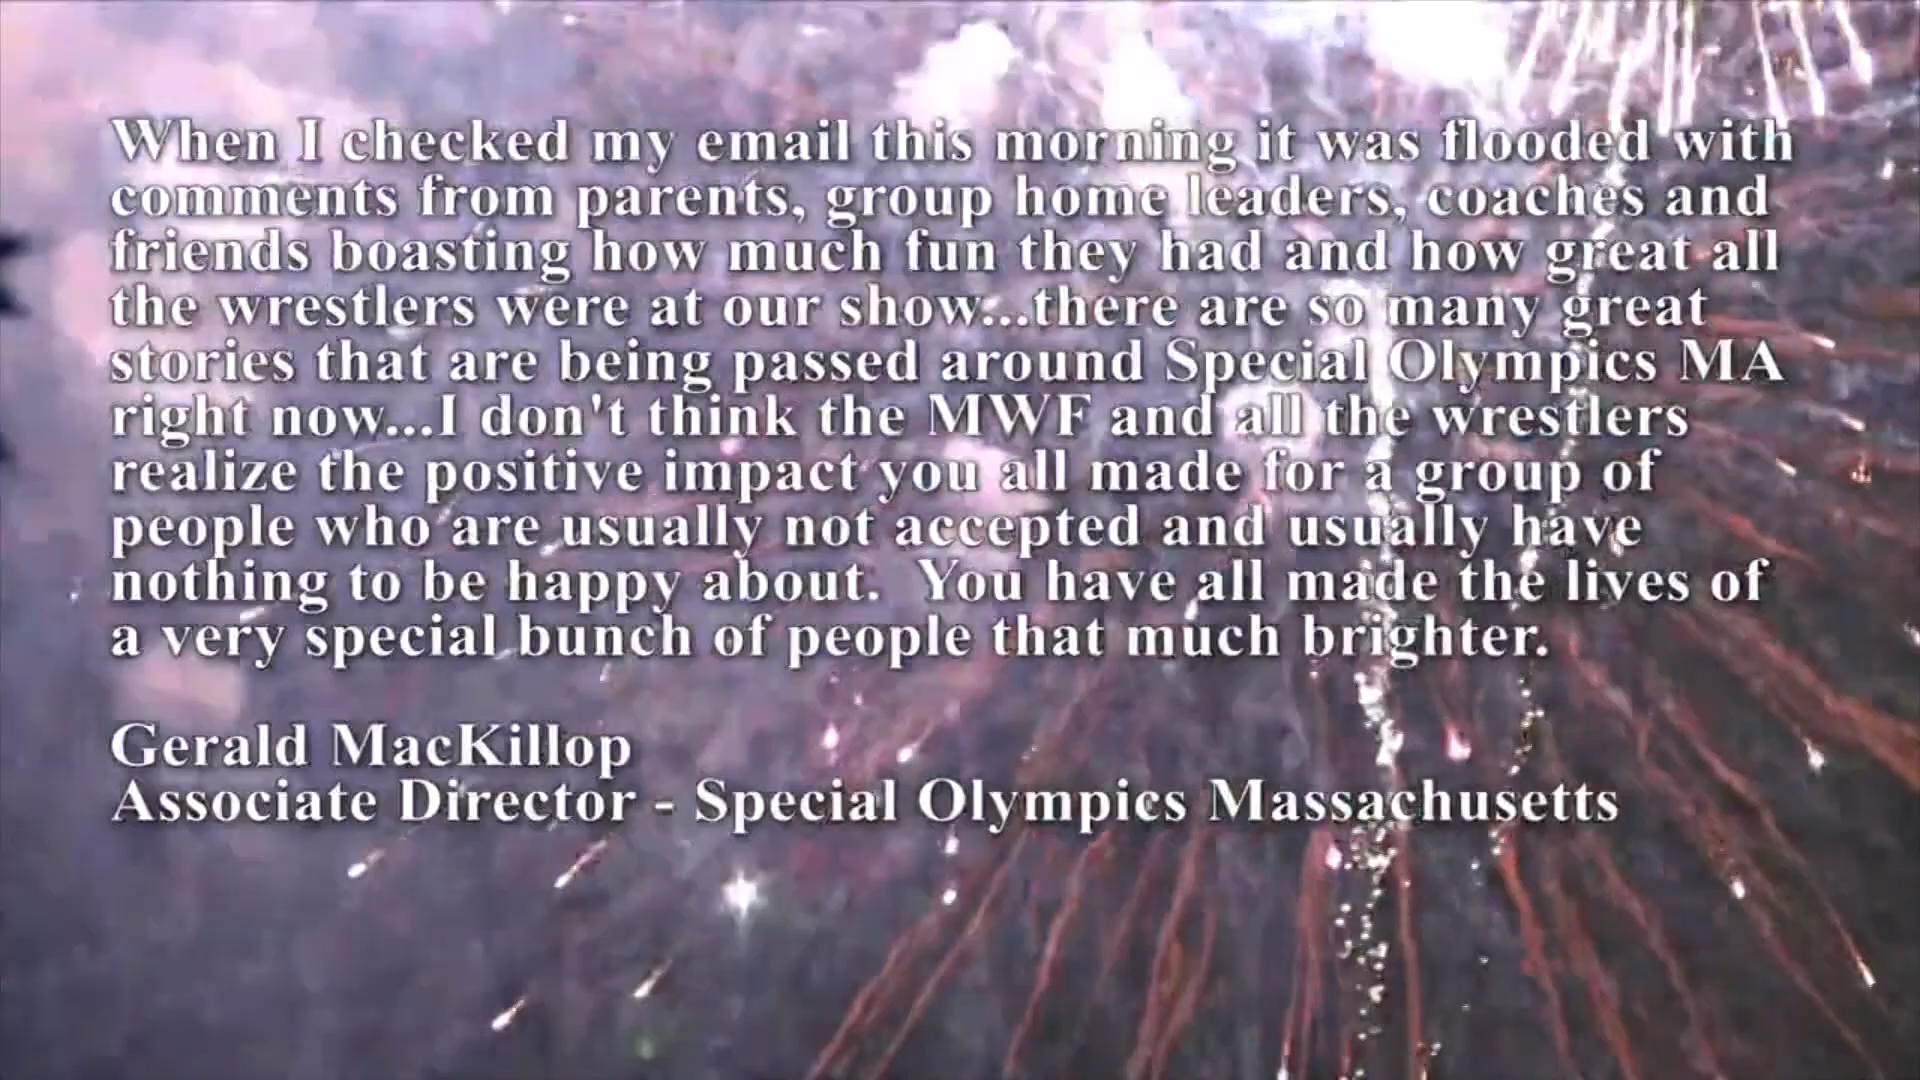 When I checked my email this morning it was flooded with
comments from parents, group home leaders, coaches and
friends boasting how much fun they had and how great all
the wrestlers were at our show...there are so many great
stories that are being passed around Special Olympics MA
right now...I don't think the MWF and all the wrestlers
realize the positive impact you all made for a group of
people who are usually not accepted and usually have
nothing to be happy about.  You have all made the lives of
a very special bunch of people that much brighter.

Gerald MacKillop
Associate Director - Special Olympics Massachusetts